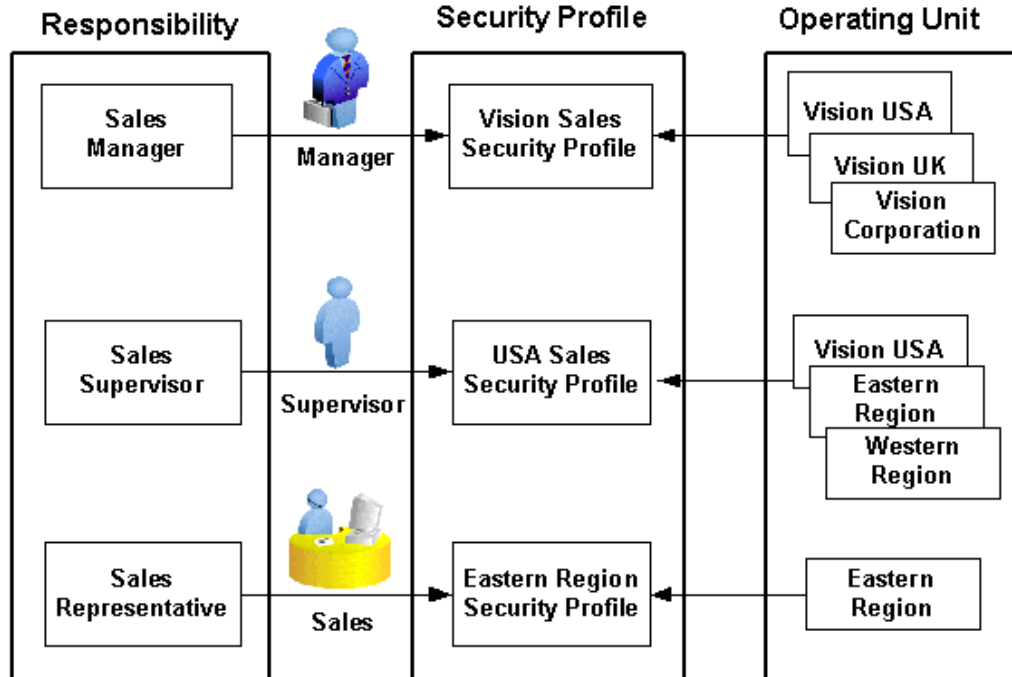 Responsibility
Security Profile
Operating Unit
Sales
Manager
Manager
Vision Sales
Security Profile
Vision USA
Vision UK
Vision
Corporation
Sales
Supervisor
Supervisor
USA Sales
Security Profile
Vision USA
Eastern
Region
Western
Region
Sales
Representative
Sales
Eastern Region
Security Profile
Eastern
Region